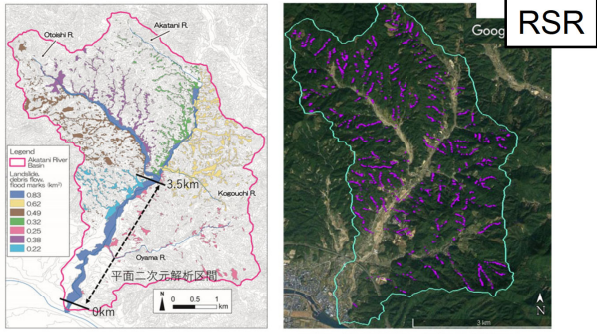 RSR
Google
Akatani R.
Otoishi R.
Legend
Akatani River
Basin
Landslide,
debris flow,
flood marks (km²)
0.83
0.62
0.49
0.32
0.25
0.38
0.22
3.5km
Kogouchi R.
Oyama R.
平面二次元解析区間
0km
N
0 0.5 1
km
N
3 km